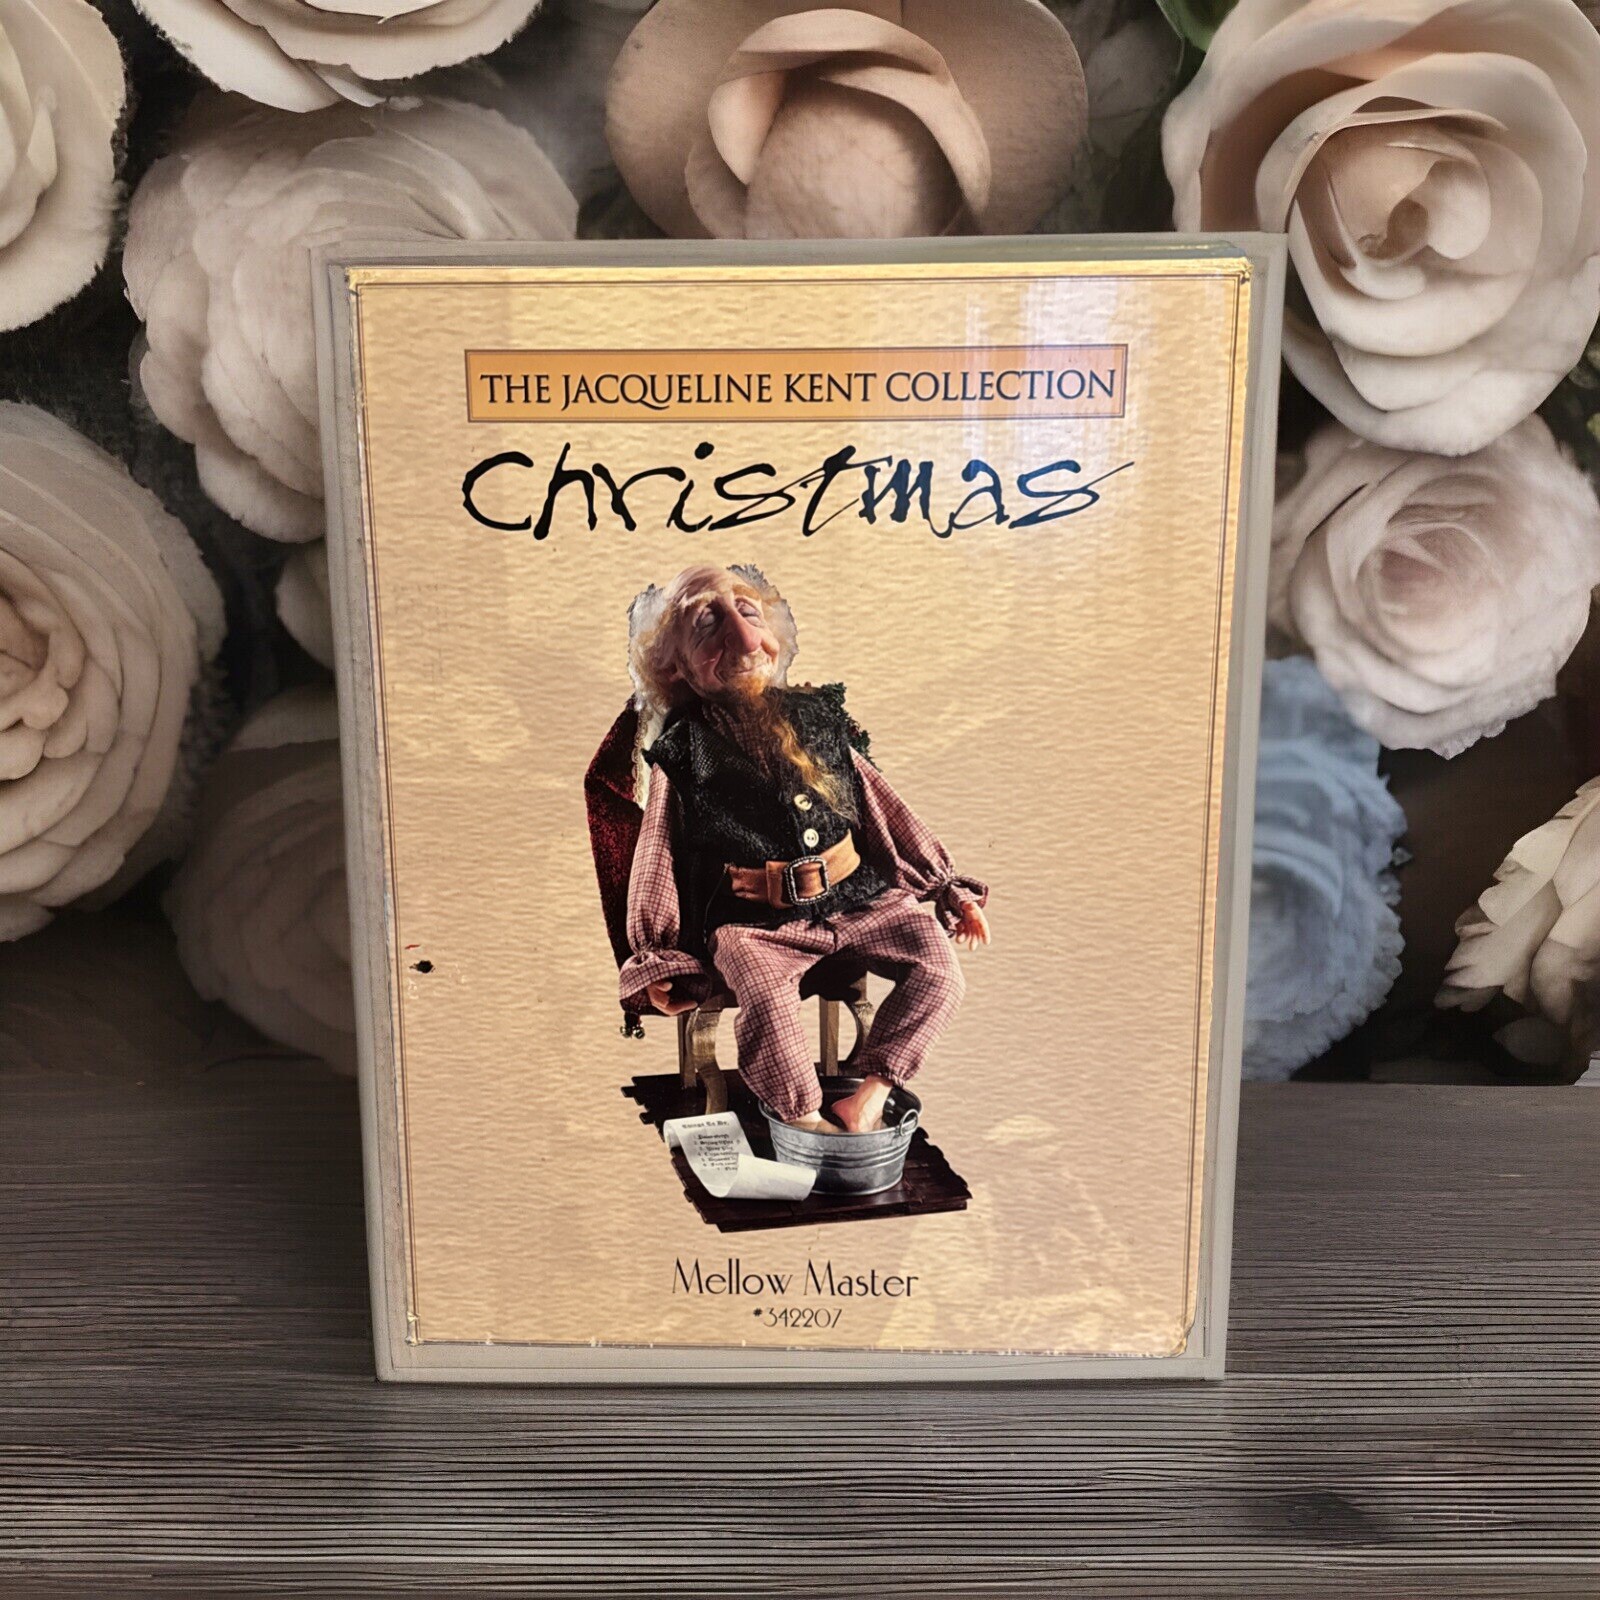 THE JACQUELINE KENT COLLECTION
Christmas
Mellow Master
#342207